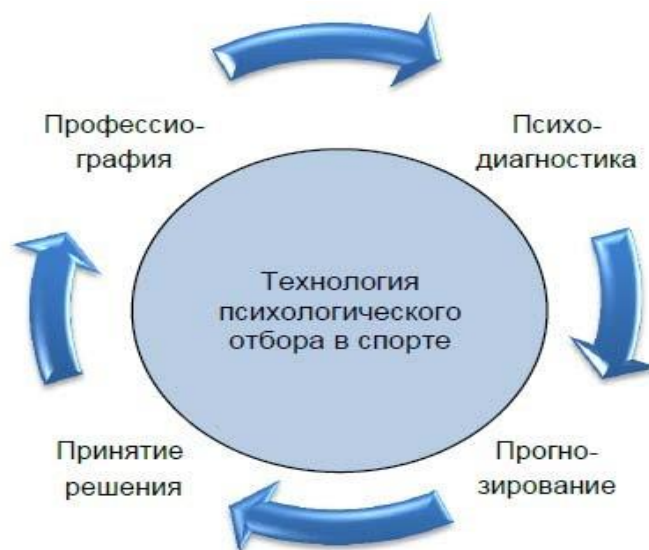 Профессио-
графия
Психо-
диагностика
Технология
психологического
отбора в спорте
Принятие
решения
Прогно-
зирование